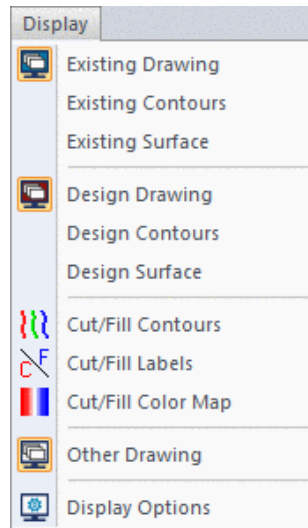 Display
Existing Drawing
Existing Contours
Existing Surface
Design Drawing
Design Contours
Design Surface
Cut/Fill Contours
C F Cut/Fill Labels
Cut/Fill Color Map
Other Drawing
Display Options